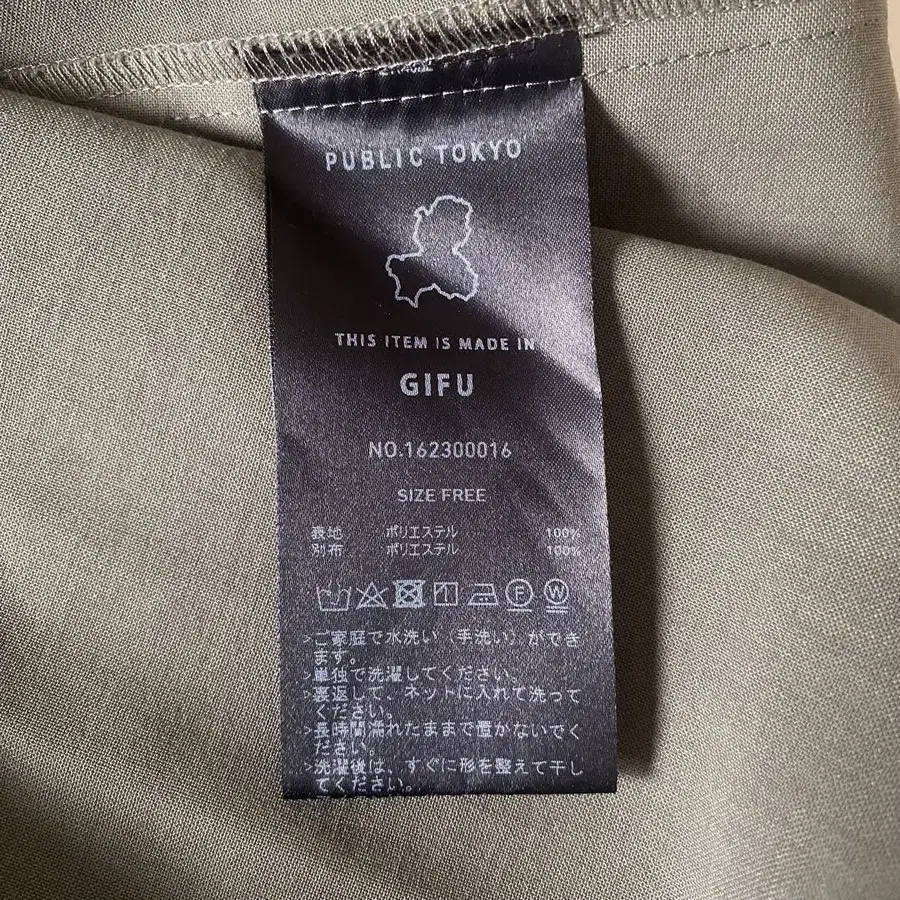 PUBLIC TOKYO
THIS ITEM IS MADE IN
GIFU
NO.162300016
SIZE FREE
表地 ポリエステル 100%
別布 ポリエステル 100%
F W
>ご家庭で水洗い（手洗い）ができ
ます。
>単独で洗濯してください。
>裏返して、ネットに入れて洗って
ください。
>長時間濡れたままで置かないでく
ださい。
>洗濯後は、すぐに形を整えて干し
てください。